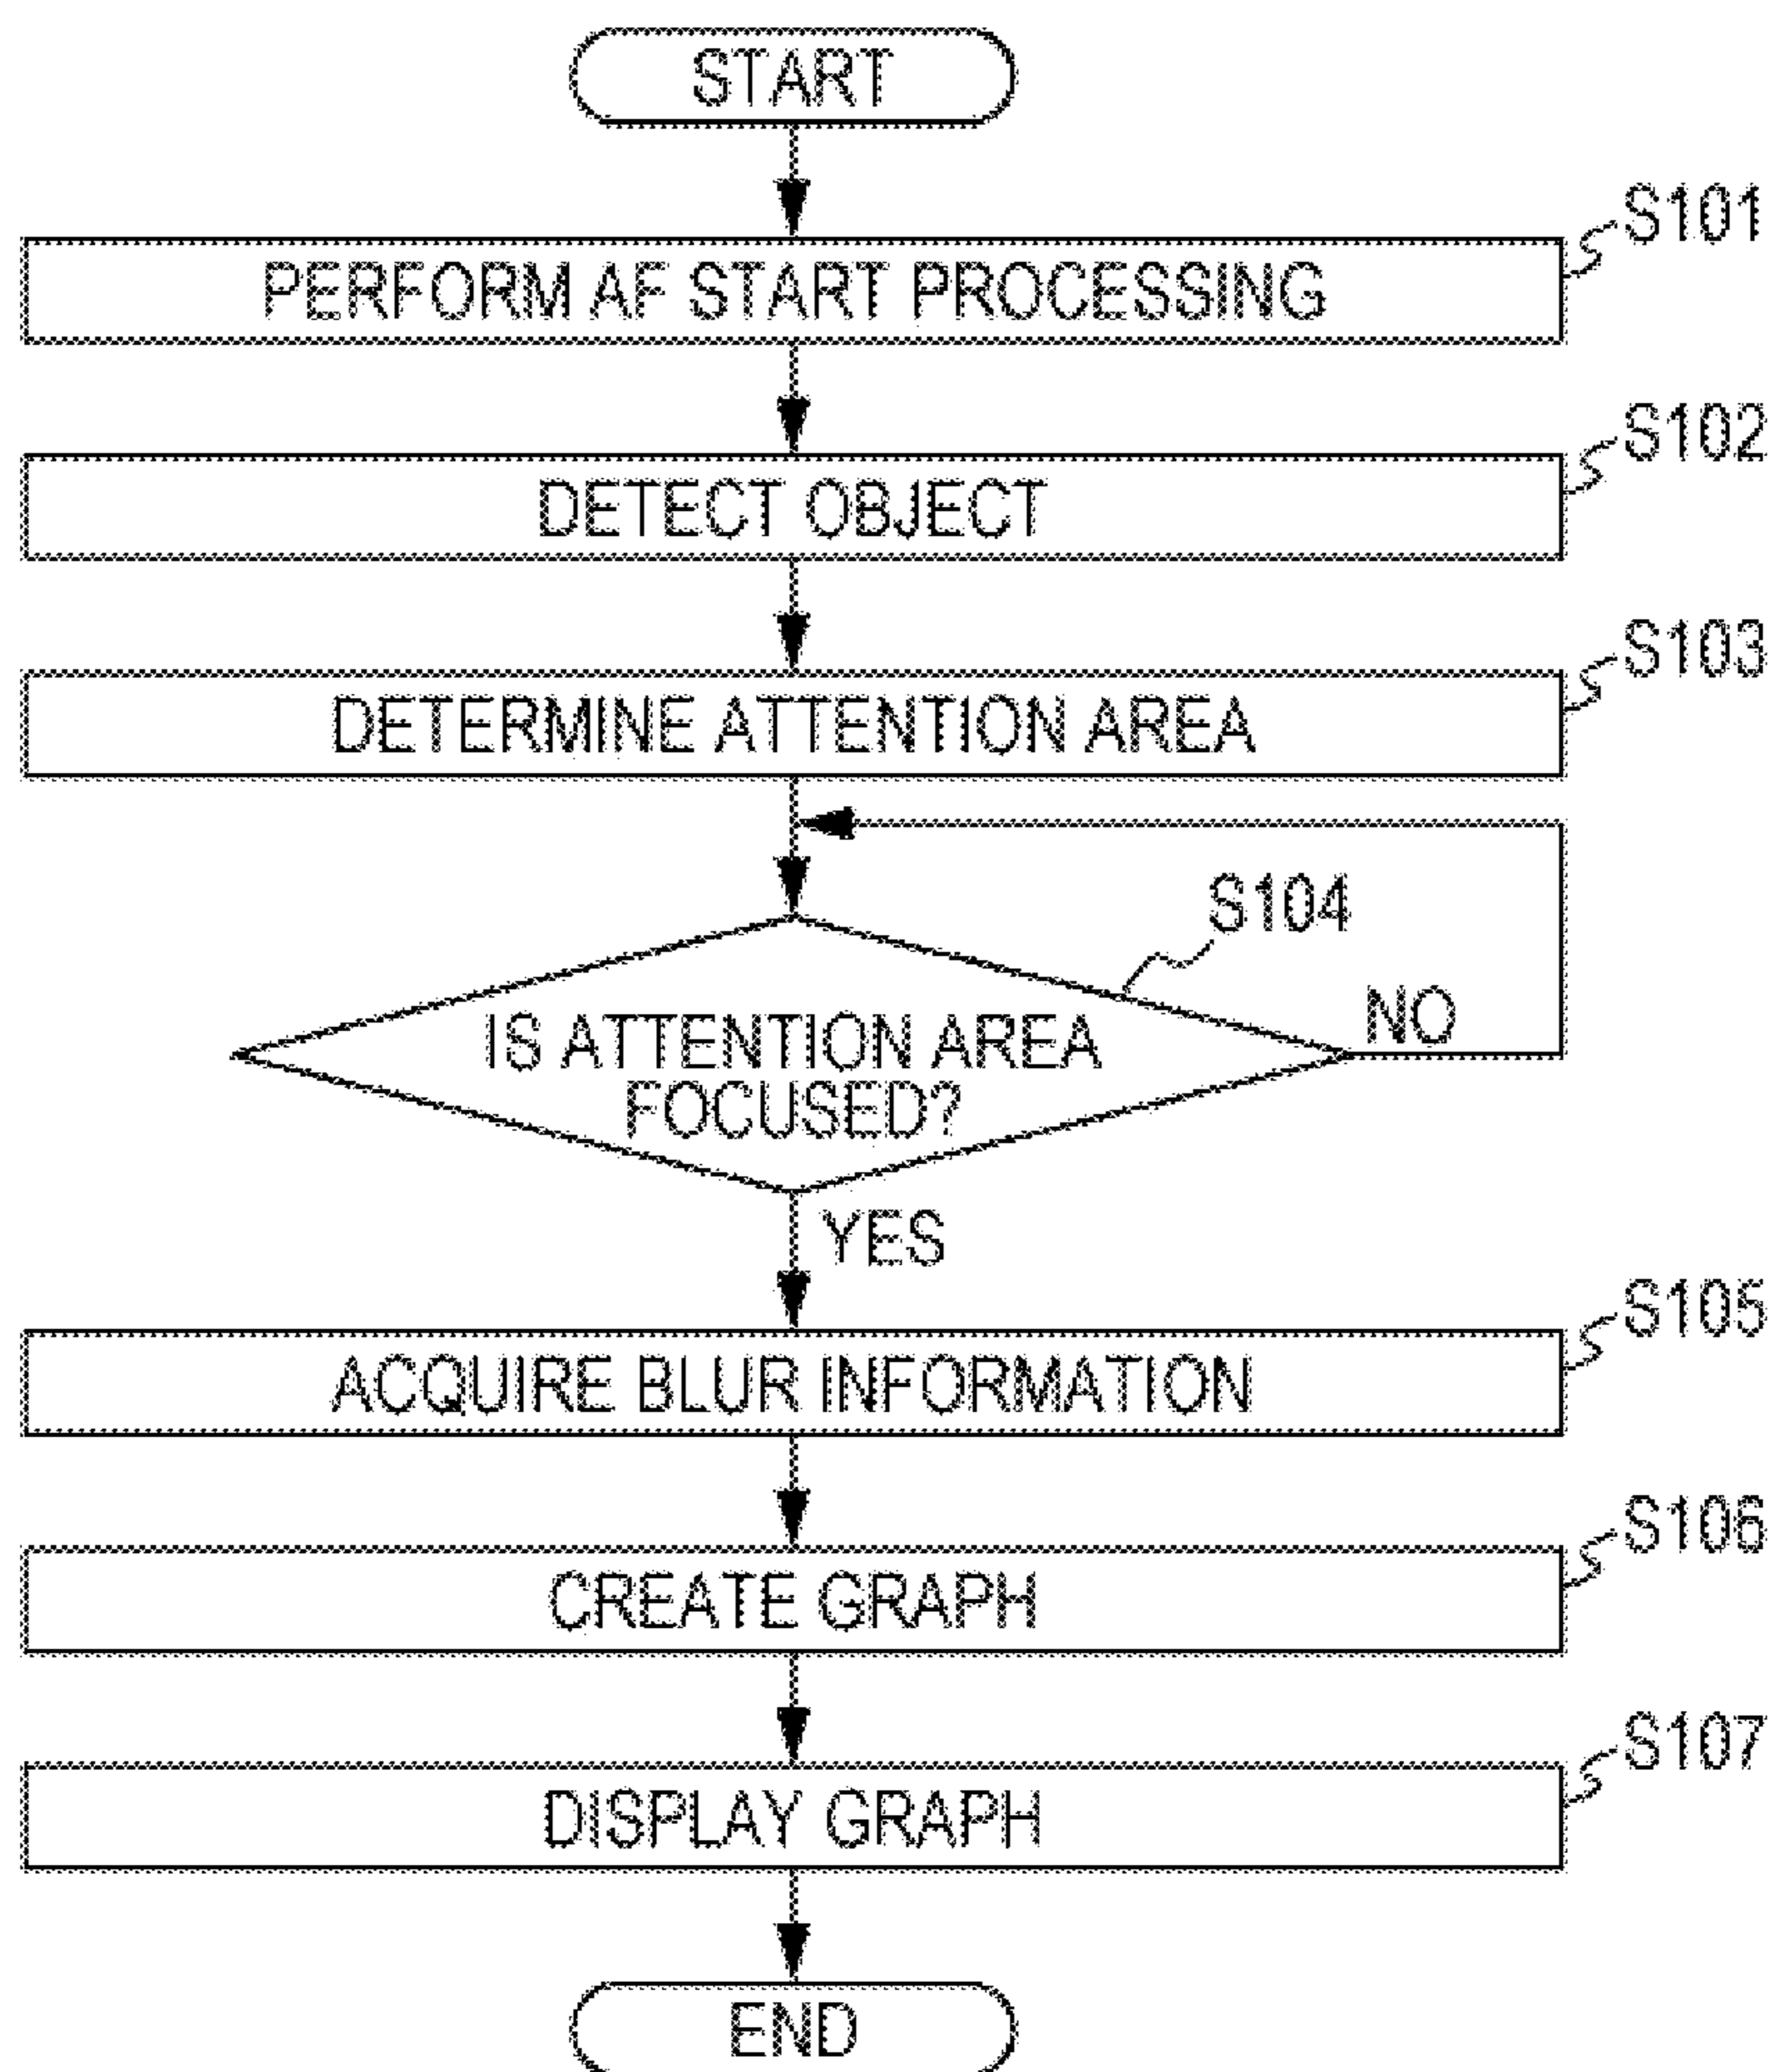 START
S101
PERFORM AF START PROCESSING
S102
DETECT OBJECT
S103
DETERMINE ATTENTION AREA
S104
NO
IS ATTENTION AREA
FOCUSED?
YES
S105
ACQUIRE BLUR INFORMATION
S106
CREATE GRAPH
S107
DISPLAY GRAPH
END